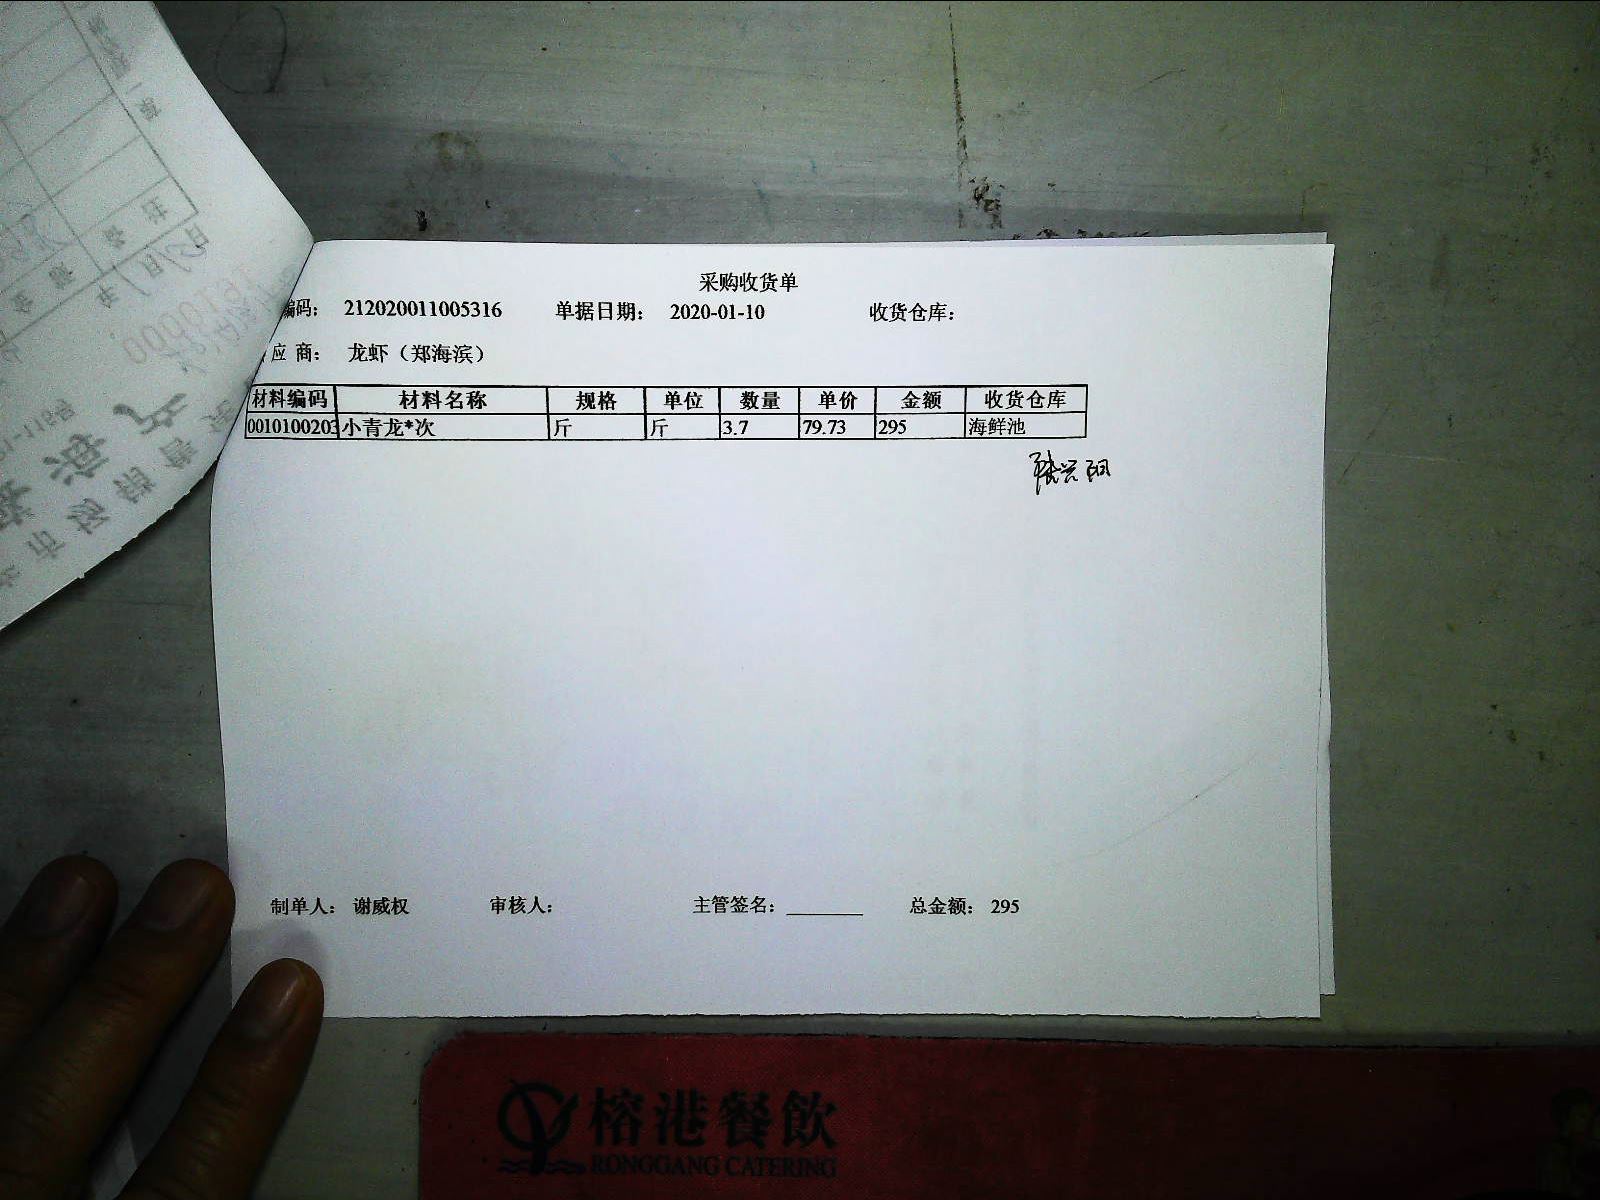 采购收货单
编码: 212020011005316 单据日期: 2020-01-10 收货仓库:
应 商: 龙虾（郑海滨）
材料编码 材料名称 规格 单位 数量 单价 金额 收货仓库
0010100203 小青龙*次 斤 斤 3.7 79.73 295 海鲜池
制单人: 谢威权 审核人: 主管签名: ________ 总金额: 295
榕港餐飲
RONGGANG CATERING